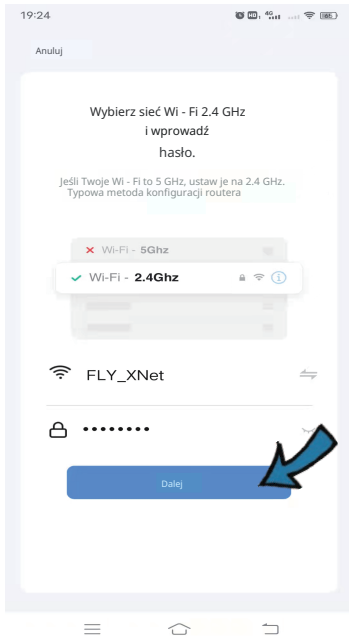 19:24
HD 4G
Anuluj
Wybierz sieć Wi - Fi 2.4 GHz
i wprowadź
hasło.
Jeśli Twoje Wi - Fi to 5 GHz, ustaw je na 2.4 GHz.
Typowa metoda konfiguracji routera
Wi-Fi - 5Ghz
Wi-Fi - 2.4Ghz
FLY_XNet
Dalej